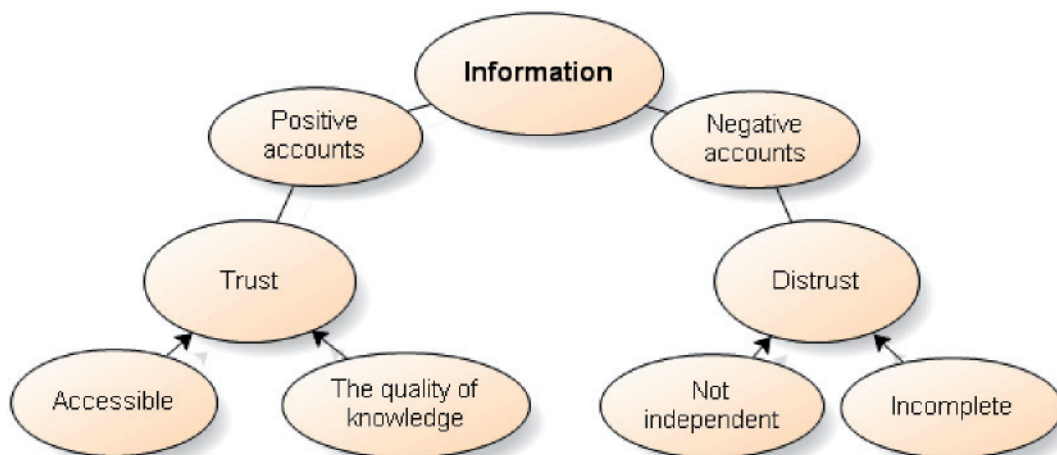 Information
Positive
accounts
Negative
accounts
Trust
Distrust
Accessible
The quality of
knowledge
Not
independent
Incomplete